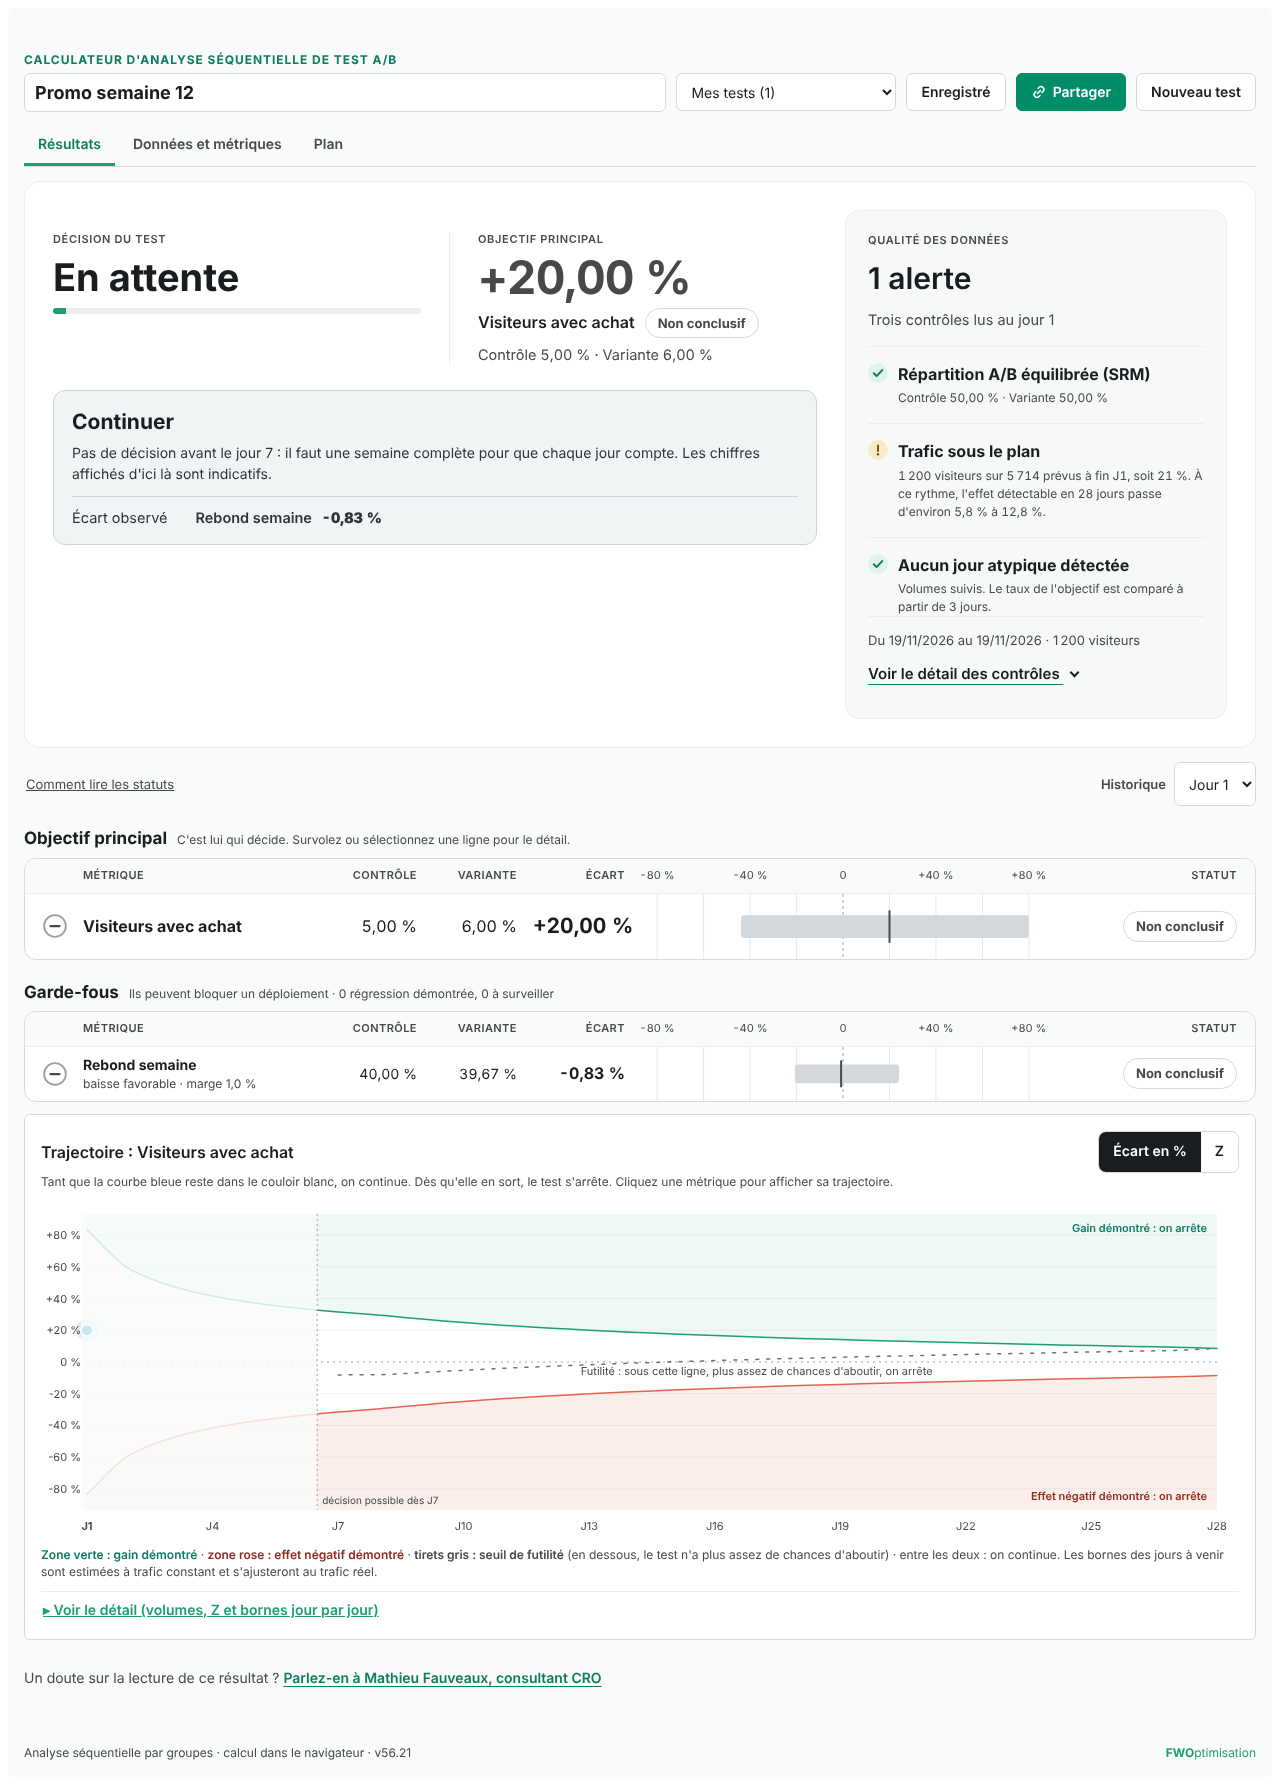 CALCULATEUR D'ANALYSE SÉQUENTIELLE DE TEST A/B
Promo semaine 12
Mes tests (1)
Enregistré
Partager
Nouveau test
Résultats
Données et métriques
Plan
DÉCISION DU TEST
En attente
OBJECTIF PRINCIPAL
+20,00 %
Visiteurs avec achat
Non conclusif
Contrôle 5,00 % · Variante 6,00 %
Continuer
Pas de décision avant le jour 7 : il faut une semaine complète pour que chaque jour compte. Les chiffres
affichés d'ici là sont indicatifs.
Écart observé Rebond semaine -0,83 %
QUALITÉ DES DONNÉES
1 alerte
Trois contrôles lus au jour 1
Répartition A/B équilibrée (SRM)
Contrôle 50,00 % · Variante 50,00 %
Trafic sous le plan
1 200 visiteurs sur 5 714 prévus à fin J1, soit 21 %. À
ce rythme, l'effet détectable en 28 jours passe
d'environ 5,8 % à 12,8 %.
Aucun jour atypique détectée
Volumes suivis. Le taux de l'objectif est comparé à
partir de 3 jours.
Du 19/11/2026 au 19/11/2026 · 1 200 visiteurs
Voir le détail des contrôles
Comment lire les statuts
Historique
Jour 1
Objectif principal C'est lui qui décide. Survolez ou sélectionnez une ligne pour le détail.
MÉTRIQUE CONTRÔLE VARIANTE ÉCART -80 % -40 % 0 +40 % +80 % STATUT
Visiteurs avec achat 5,00 % 6,00 % +20,00 % Non conclusif
Garde-fous Ils peuvent bloquer un déploiement · 0 régression démontrée, 0 à surveiller
MÉTRIQUE CONTRÔLE VARIANTE ÉCART -80 % -40 % 0 +40 % +80 % STATUT
Rebond semaine 40,00 % 39,67 % -0,83 % Non conclusif
baisse favorable · marge 1,0 %
Trajectoire : Visiteurs avec achat
Écart en %
Z
Tant que la courbe bleue reste dans le couloir blanc, on continue. Dès qu'elle en sort, le test s'arrête. Cliquez une métrique pour afficher sa trajectoire.
Gain démontré : on arrête
+80 %
+60 %
+40 %
+20 %
0 %
Futilité : sous cette ligne, plus assez de chances d'aboutir, on arrête
-20 %
-40 %
-60 %
-80 %
Effet négatif démontré : on arrête
décision possible dès J7
J1 J4 J7 J10 J13 J16 J19 J22 J25 J28
Zone verte : gain démontré · zone rose : effet négatif démontré · tirets gris : seuil de futilité (en dessous, le test n'a plus assez de chances d'aboutir) · entre les deux : on continue. Les bornes des jours à venir
sont estimées à trafic constant et s'ajusteront au trafic réel.
▸ Voir le détail (volumes, Z et bornes jour par jour)
Un doute sur la lecture de ce résultat ? Parlez-en à Mathieu Fauveaux, consultant CRO
Analyse séquentielle par groupes · calcul dans le navigateur · v56.21
FWOptimisation